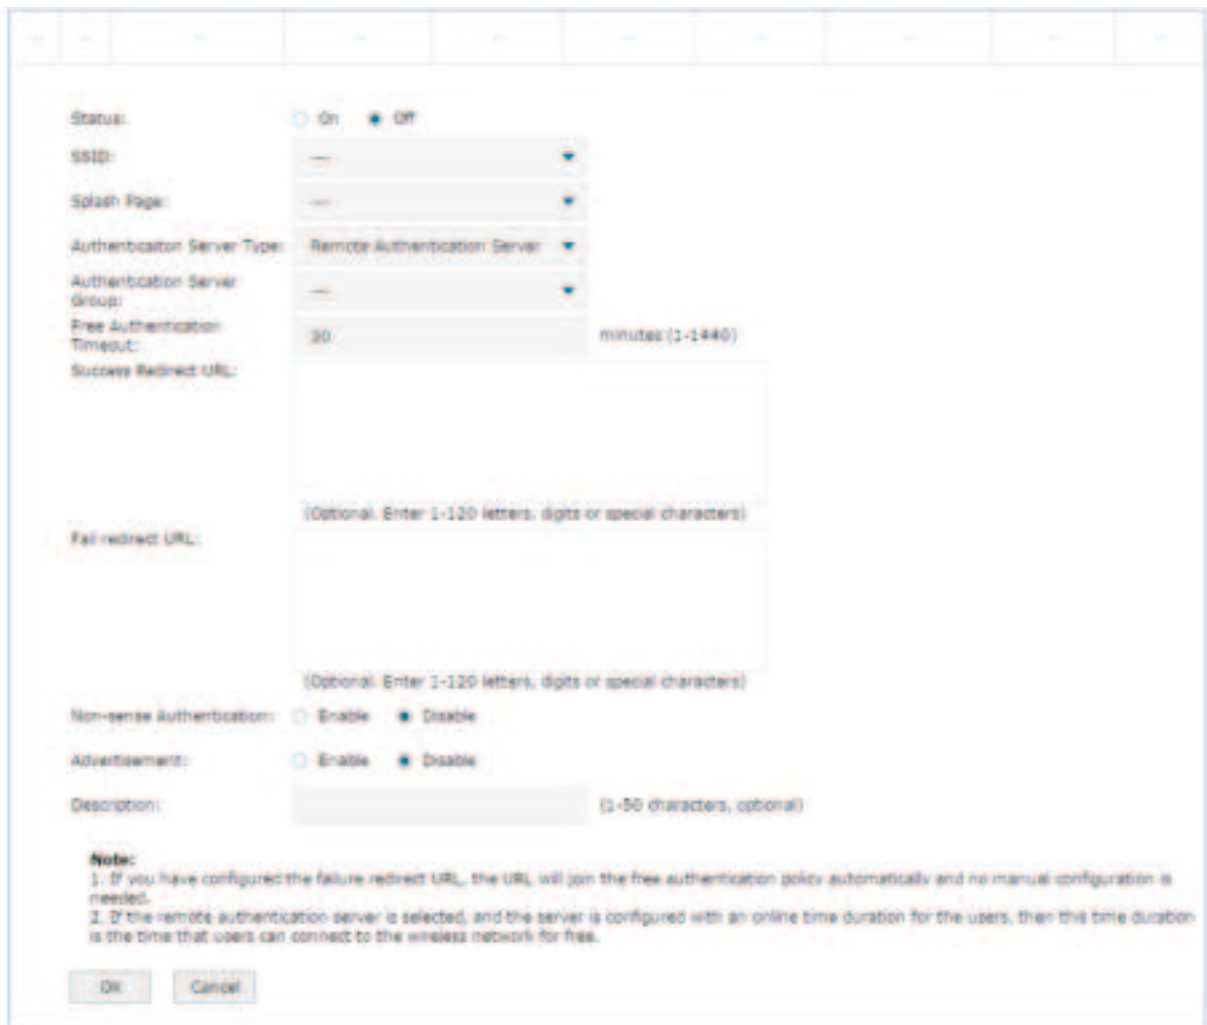 -- -- -- -- -- -- -- -- -- --
Status: On Off
SSID: ---
Splash Page: ---
Authenticaiton Server Type: Remote Authentication Server
Authentication Server
Group: ---
Free Authentication
Timeout: 30 minutes (1-1440)
Success Redirect URL:
(Optional. Enter 1-120 letters, digits or special characters)
Fail redirect URL:
(Optional. Enter 1-120 letters, digits or special characters)
Non-sense Authentication: Enable Disable
Advertisement: Enable Disable
Description: (1-50 characters, optional)
Note:
1. If you have configured the failure redirect URL, the URL will join the free authentication policy automatically and no manual configuration is
needed.
2. If the remote authentication server is selected, and the server is configured with an online time duration for the users, then this time duration
is the time that users can connect to the wireless network for free.
OK Cancel